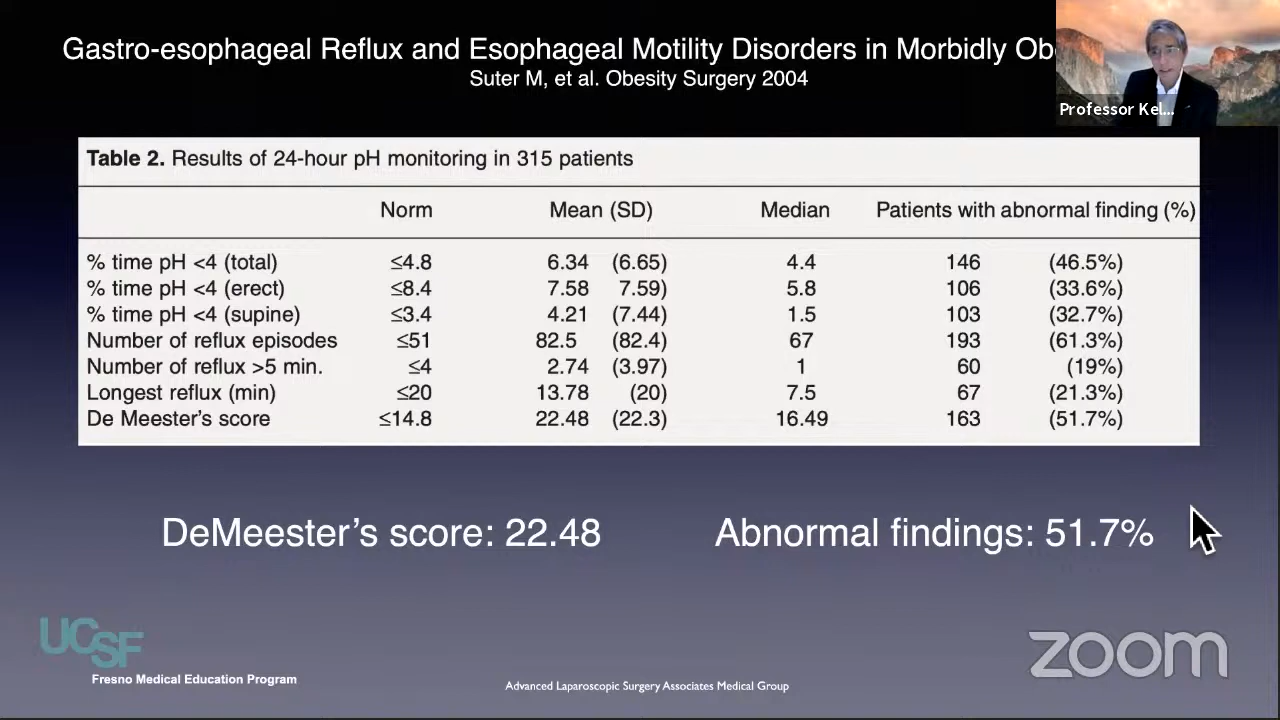 Gastro-esophageal Reflux and Esophageal Motility Disorders in Morbidly
Suter M, et al. Obesity Surgery 2004
Professor Kel...
Table 2. Results of 24-hour pH monitoring in 315 patients
Norm Mean (SD) Median Patients with abnormal finding (%)
% time pH <4 (total) ≤4.8 6.34 (6.65) 4.4 146 (46.5%)
% time pH <4 (erect) ≤8.4 7.58 7.59) 5.8 106 (33.6%)
% time pH <4 (supine) ≤3.4 4.21 (7.44) 1.5 103 (32.7%)
Number of reflux episodes ≤51 82.5 (82.4) 67 193 (61.3%)
Number of reflux >5 min. ≤4 2.74 (3.97) 1 60 (19%)
Longest reflux (min) ≤20 13.78 (20) 7.5 67 (21.3%)
De Meester's score ≤14.8 22.48 (22.3) 16.49 163 (51.7%)
DeMeester’s score: 22.48 Abnormal findings: 51.7%
UCSF
Fresno Medical Education Program
Advanced Laparoscopic Surgery Associates Medical Group
zoom